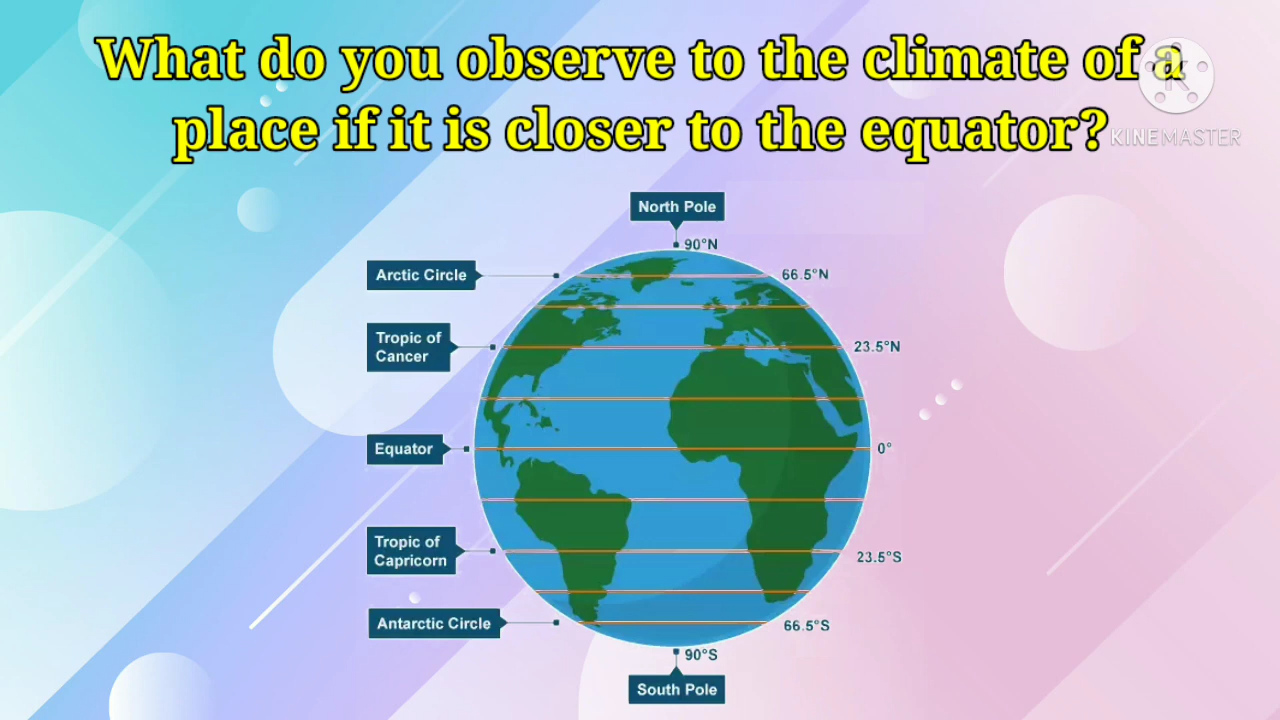 What do you observe to the climate of a
place if it is closer to the equator?
K
KINEMASTER
North Pole
90°N
Arctic Circle
66.5°N
Tropic of
Cancer
23.5°N
Equator
0°
Tropic of
Capricorn
23.5°S
Antarctic Circle
66.5°S
90°S
South Pole